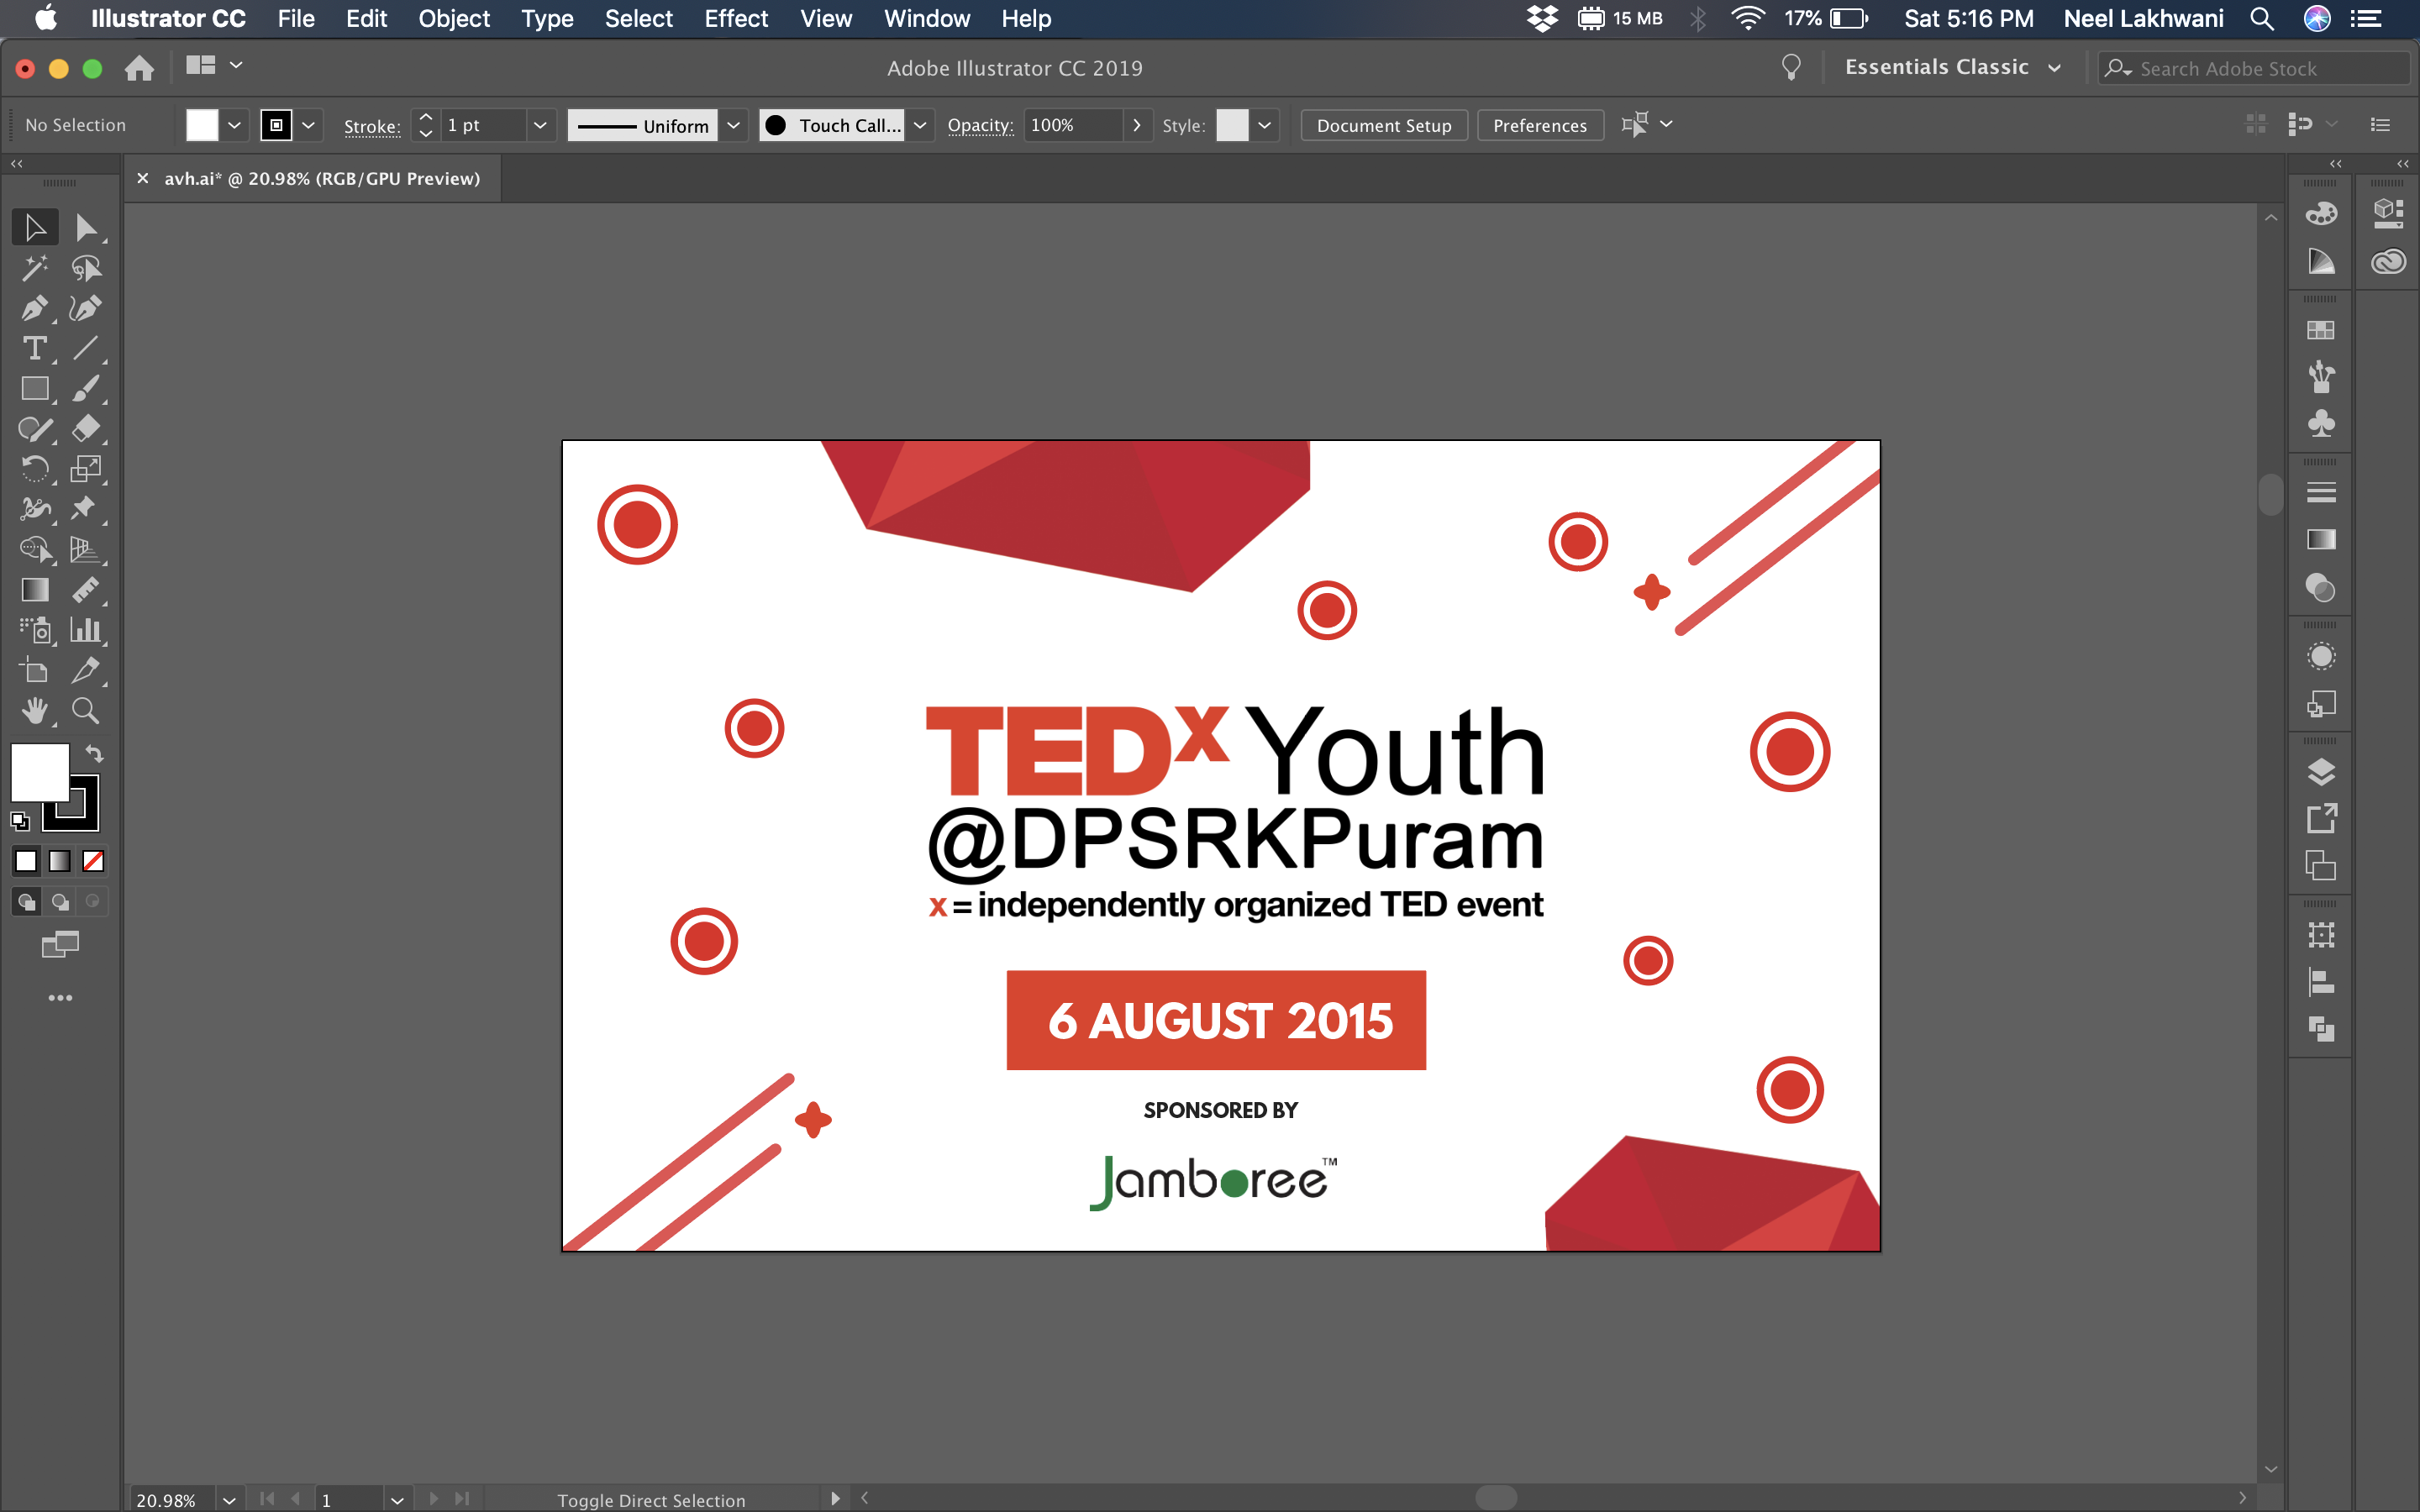 Illustrator CC File Edit Object Type Select Effect View Window Help 15 MB 17% Sat 5:16 PM Neel Lakhwani
Adobe Illustrator CC 2019 Essentials Classic Search Adobe Stock
No Selection Stroke: 1 pt Uniform Touch Call... Opacity: 100% Style: Document Setup Preferences
avh.ai* @ 20.98% (RGB/GPU Preview)
TEDx Youth
@DPSRKPuram
x = independently organized TED event
6 AUGUST 2015
SPONSORED BY
Jamboree™
20.98% 1 Toggle Direct Selection